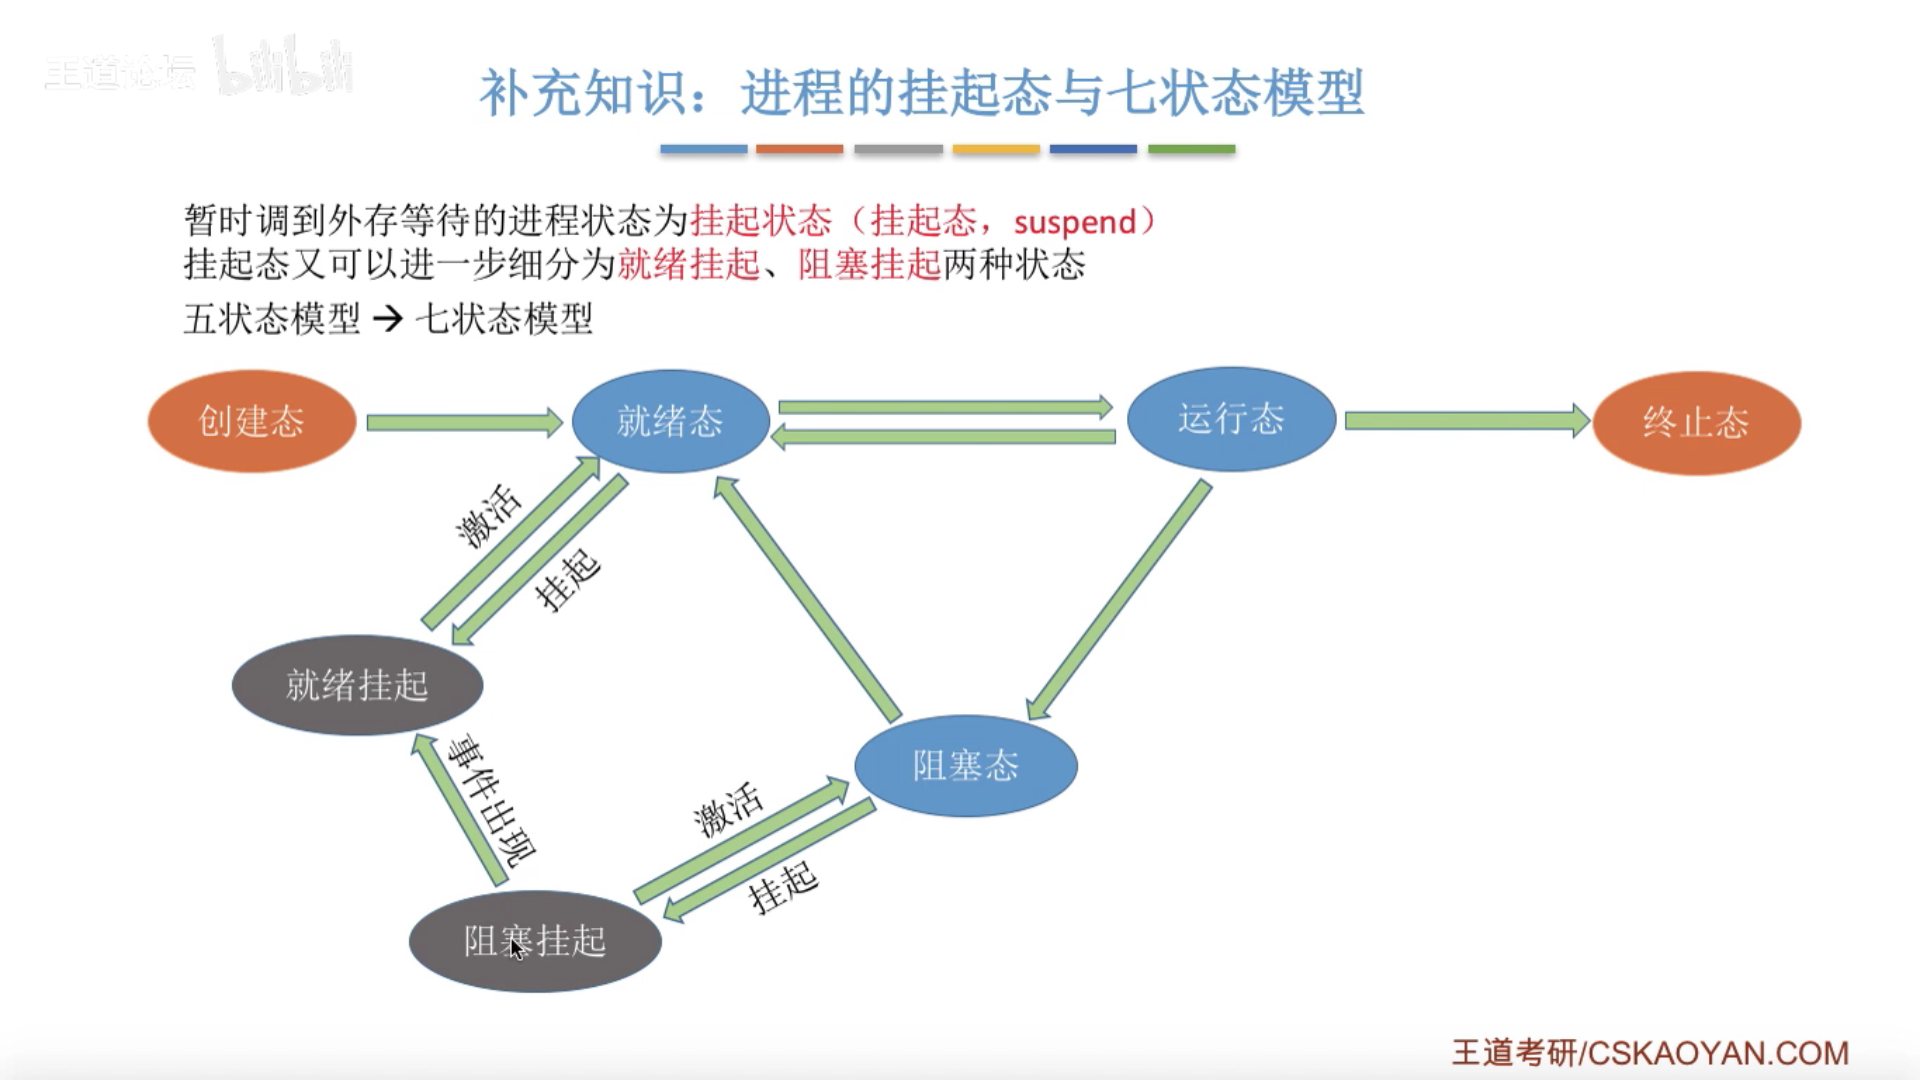 王道论坛 bilibili
补充知识：进程的挂起态与七状态模型
暂时调到外存等待的进程状态为挂起状态（挂起态，suspend）
挂起态又可以进一步细分为就绪挂起、阻塞挂起两种状态
五状态模型 → 七状态模型
创建态
就绪态
运行态
终止态
激活
挂起
就绪挂起
事件出现
阻塞态
激活
挂起
阻塞挂起
王道考研/CSKAOYAN.COM